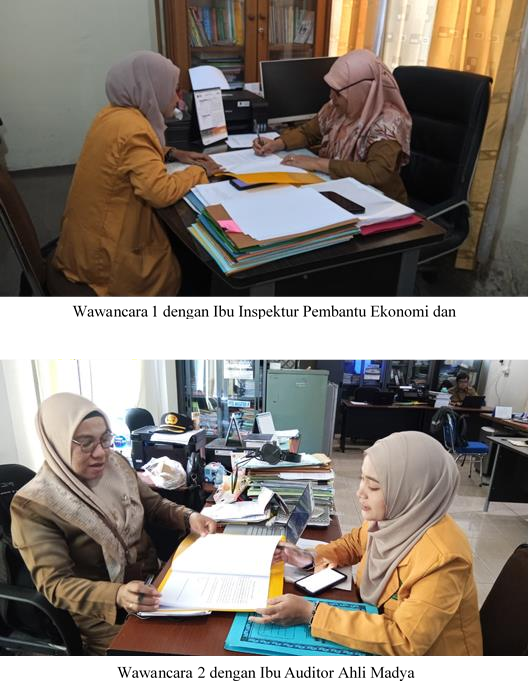 Wawancara 1 dengan Ibu Inspektur Pembantu Ekonomi dan
Wawancara 2 dengan Ibu Auditor Ahli Madya